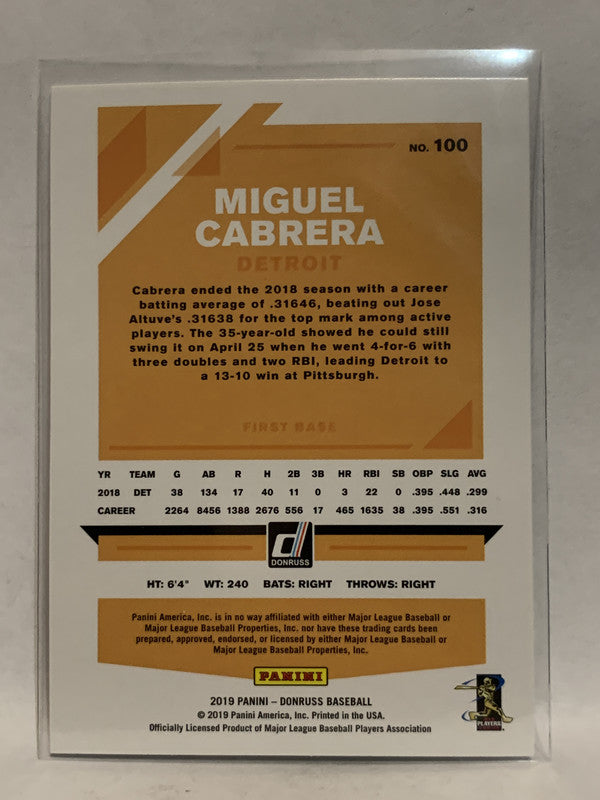 NO. 100
MIGUEL
CABRERA
DETROIT
Cabrera ended the 2018 season with a career
batting average of .31646, beating out Jose
Altuve's .31638 for the top mark among active
players. The 35-year-old showed he could still
swing it on April 25 when he went 4-for-6 with
three doubles and two RBI, leading Detroit to
a 13-10 win at Pittsburgh.
FIRST BASE
YR TEAM G AB R H 2B 3B HR RBI SB OBP SLG AVG
2018 DET 38 134 17 40 11 0 3 22 0 .395 .448 .299
CAREER 2264 8456 1388 2676 556 17 465 1635 38 .395 .551 .316
DONRUSS
HT: 6'4" WT: 240 BATS: RIGHT THROWS: RIGHT
Panini America, Inc. is in no way affiliated with either Major League Baseball or
Major League Baseball Properties, Inc. nor have these trading cards been
prepared, approved, endorsed, or licensed by either Major League Baseball or
Major League Baseball Properties, Inc.
PANINI
2019 PANINI – DONRUSS BASEBALL
© 2019 Panini America, Inc. Printed in the USA.
Officially Licensed Product of Major League Baseball Players Association
PLAYERS